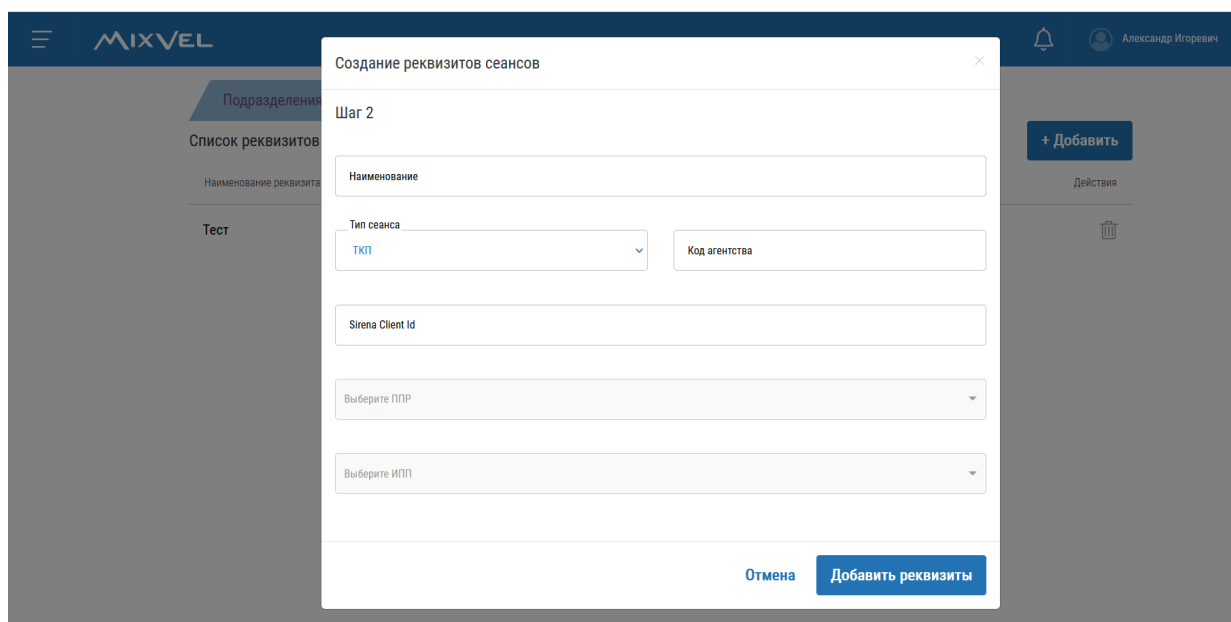 MIXVEL
Александр Игоревич
Создание реквизитов сеансов
Подразделения
Шаг 2
Список реквизитов
+ Добавить
Наименование реквизита
Наименование
Действия
Тест
Тип сеанса
ТКП
Код агентства
Sirena Client Id
Выберите ППР
Выберите ИПП
Отмена
Добавить реквизиты